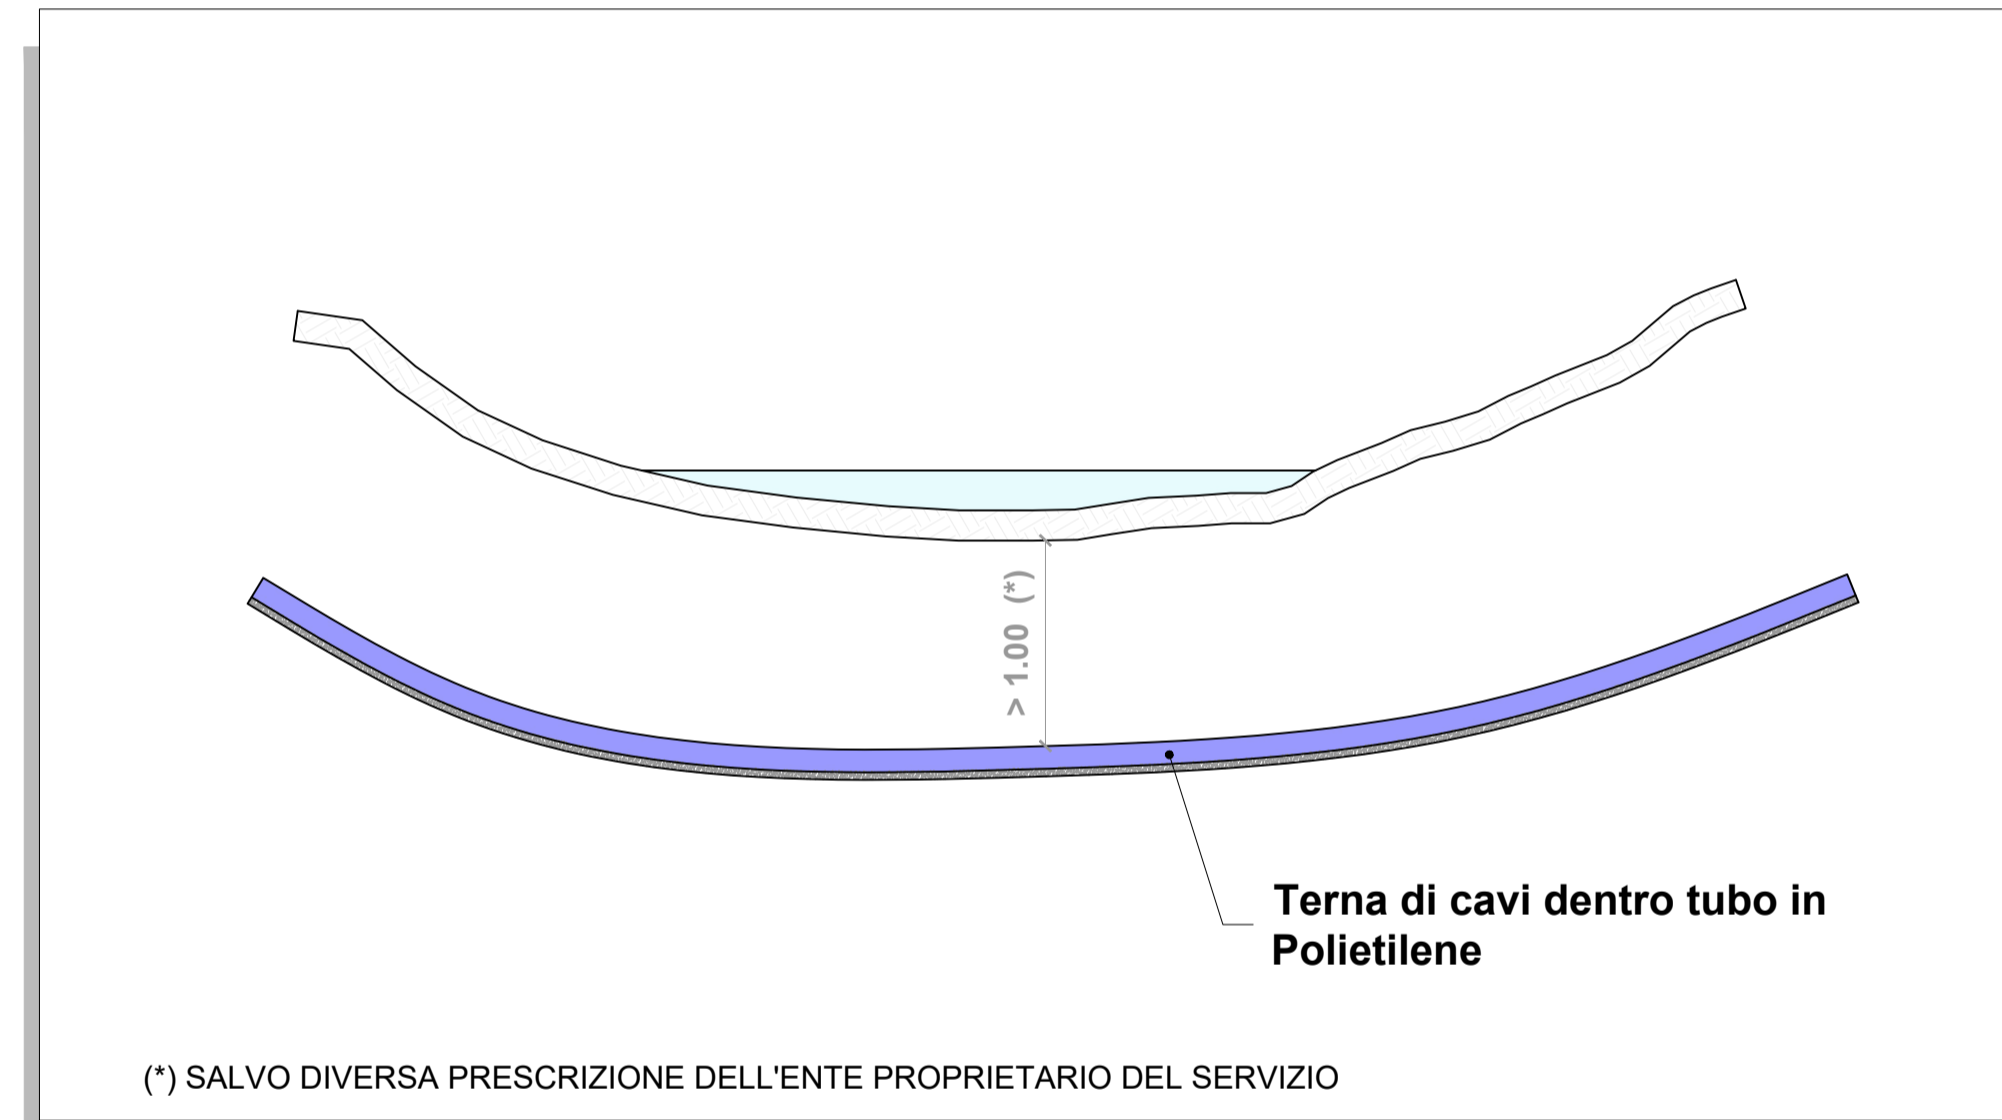 > 1.00 (*)
Terna di cavi dentro tubo in
Polietilene
(*) SALVO DIVERSA PRESCRIZIONE DELL'ENTE PROPRIETARIO DEL SERVIZIO